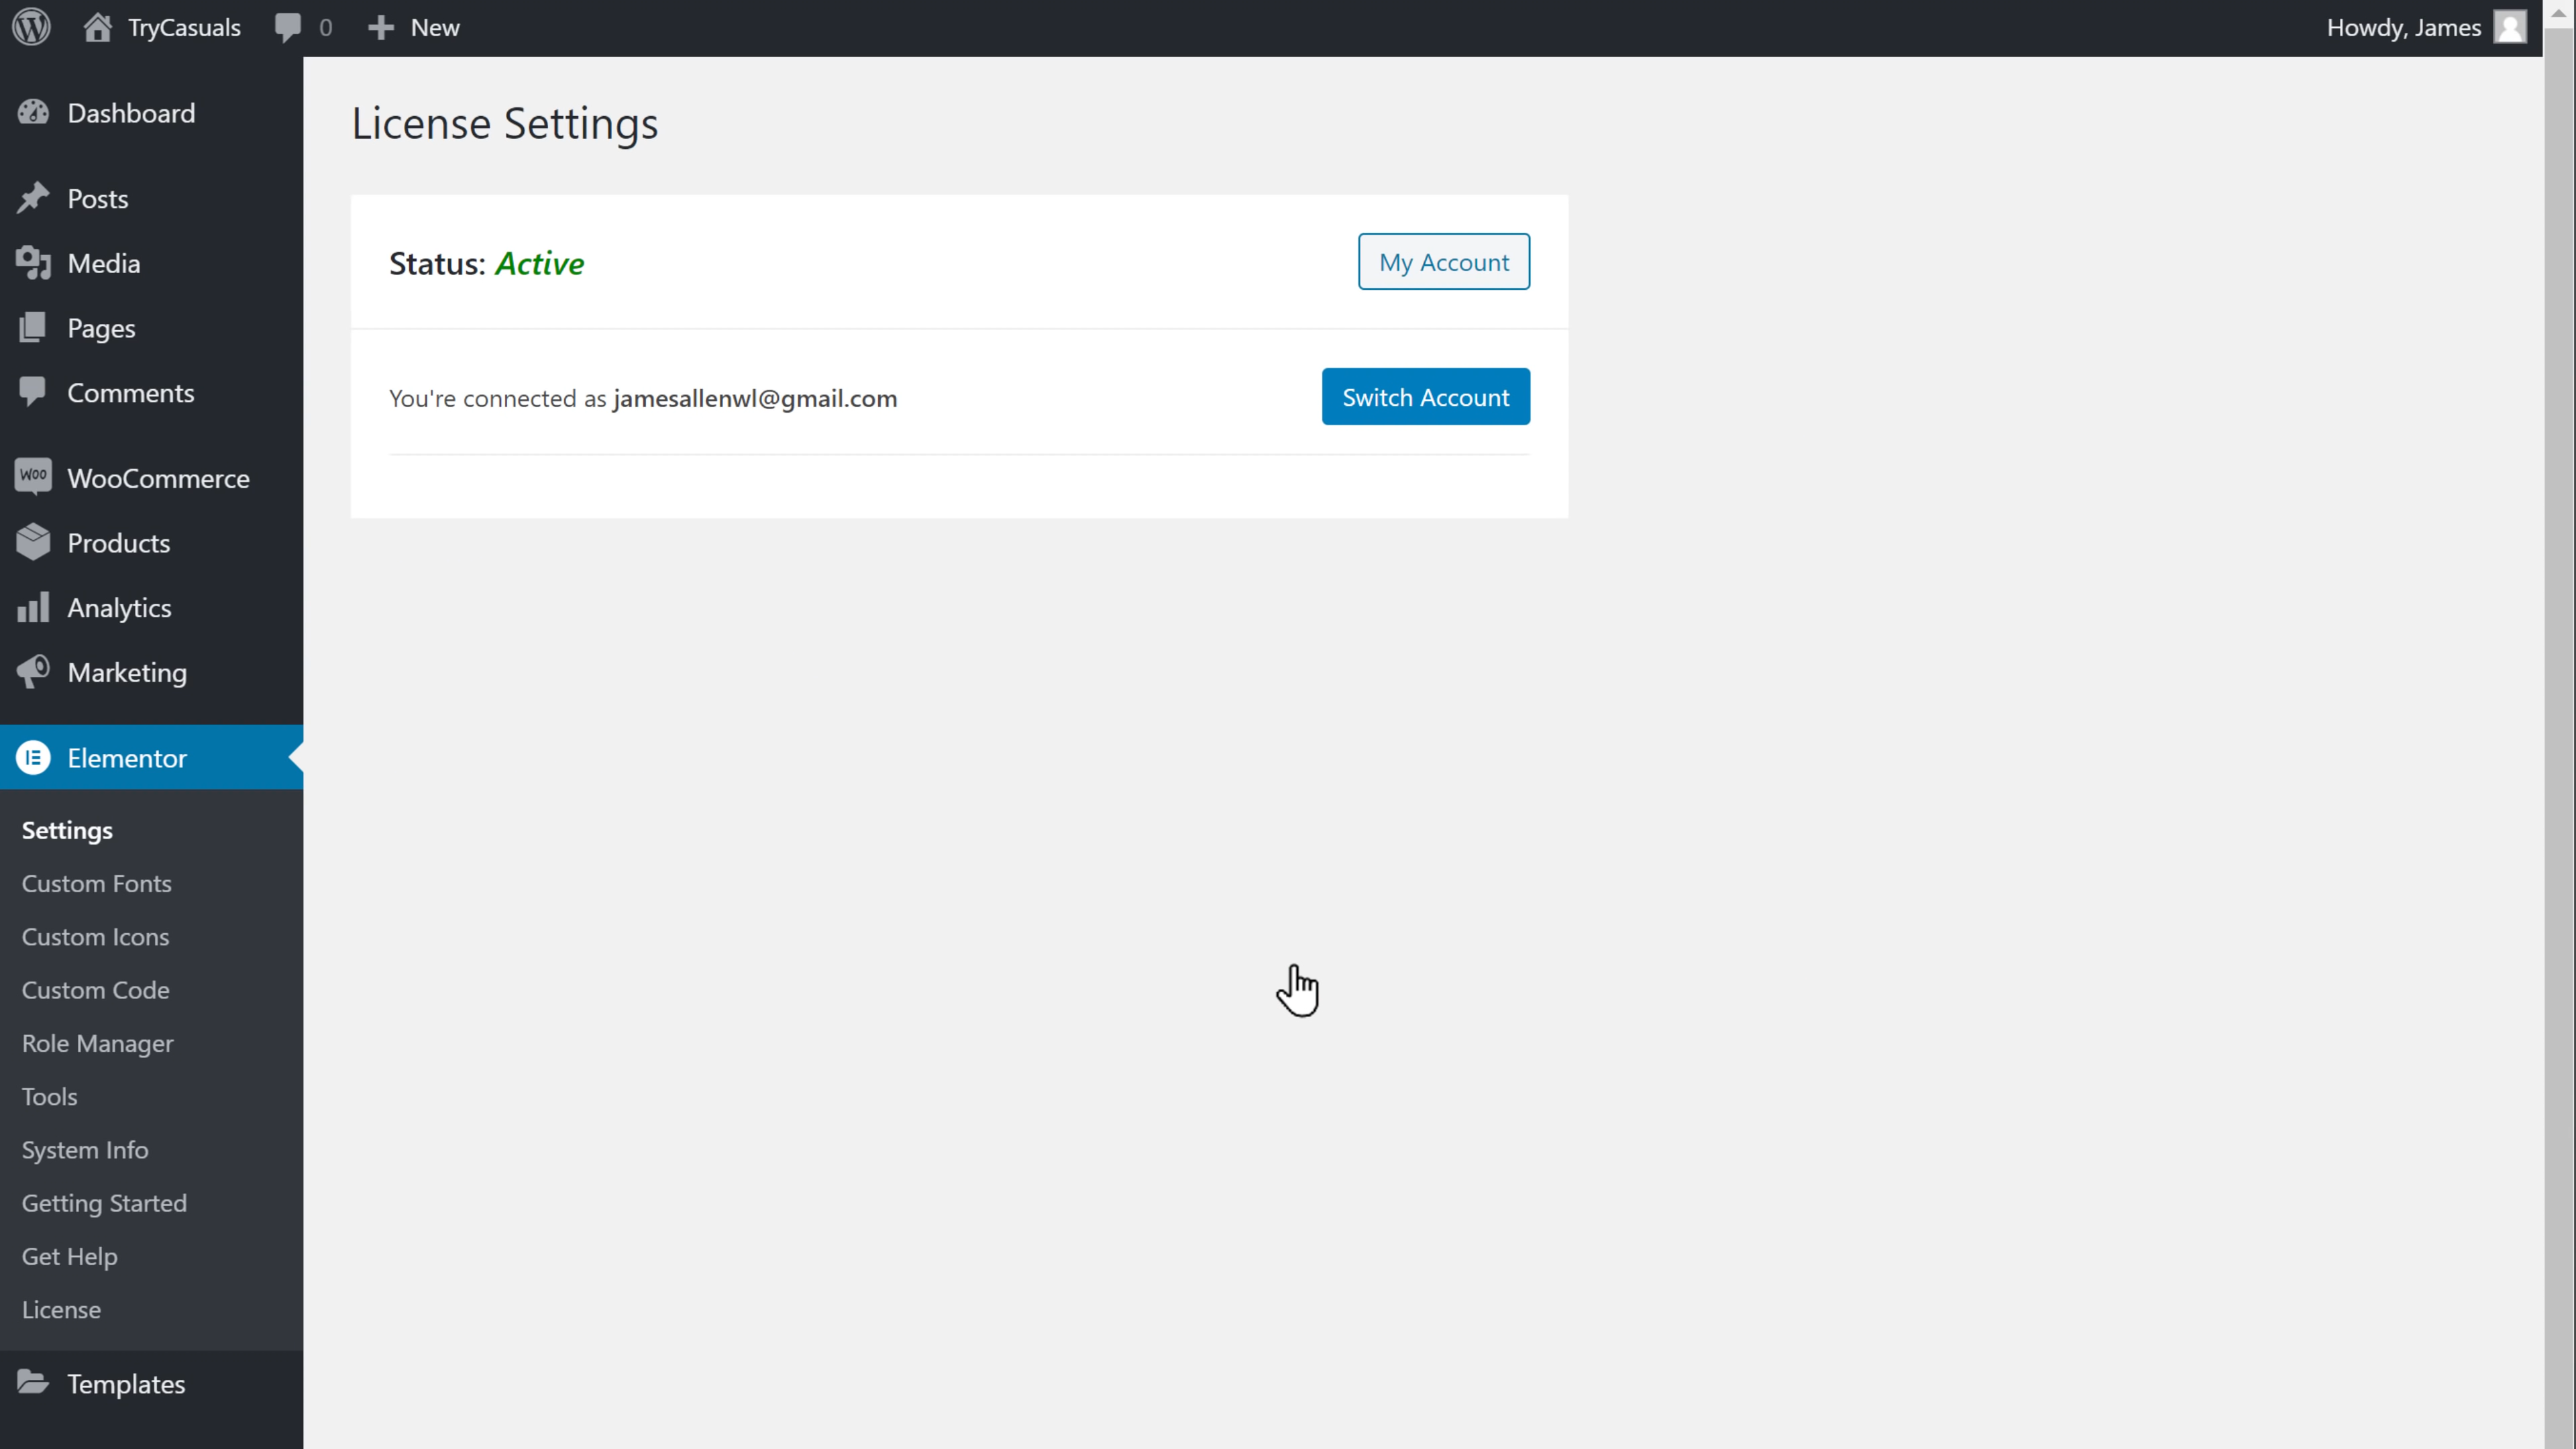 TryCasuals
0
New
Howdy, James
Dashboard
Posts
Media
Pages
Comments
Woo
WooCommerce
Products
Analytics
Marketing
Elementor
Settings
Custom Fonts
Custom Icons
Custom Code
Role Manager
Tools
System Info
Getting Started
Get Help
License
Templates
License Settings
Status: Active
My Account
You're connected as jamesallenwl@gmail.com
Switch Account